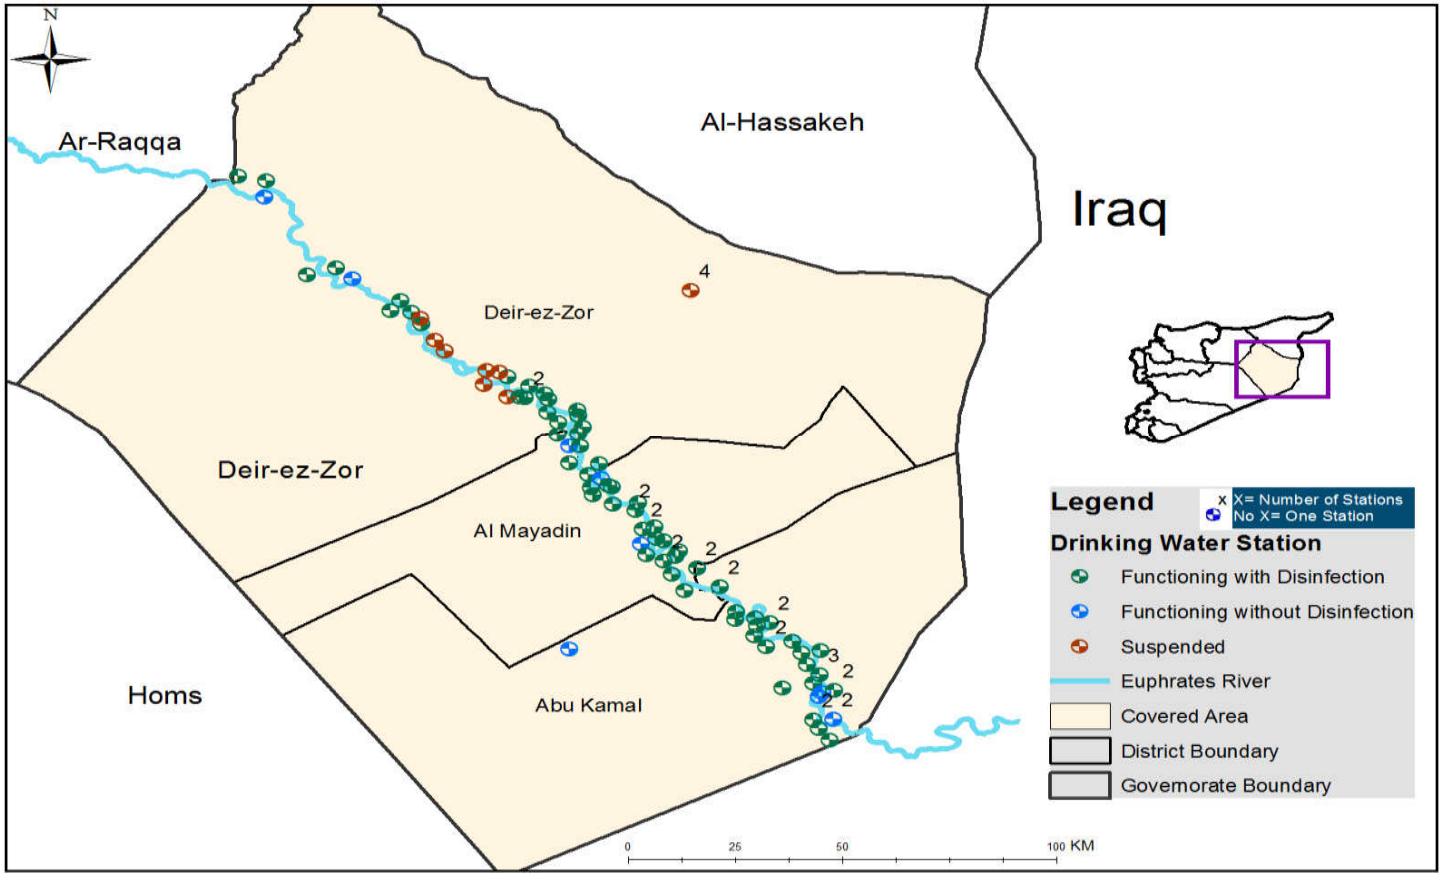 N
Ar-Raqqa
Al-Hassakeh
Iraq
4
Deir-ez-Zor
2
Deir-ez-Zor
2
2
Al Mayadin
2
2
2
2
2
3
2
2 2
Homs
Abu Kamal
Legend
x X= Number of Stations
No X= One Station
Drinking Water Station
Functioning with Disinfection
Functioning without Disinfection
Suspended
Euphrates River
Covered Area
District Boundary
Governorate Boundary
0 25 50 100 KM